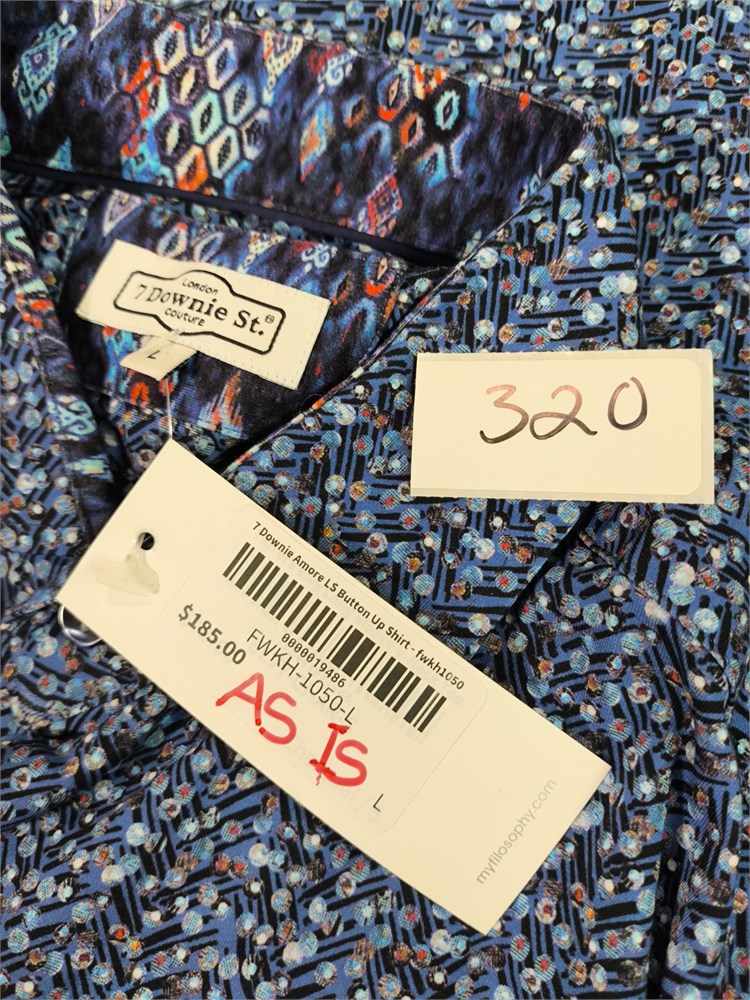 London
7 Downie St.®
couture
L
320
7 Downie Amore LS Button Up Shirt - fwkh1050
0000019486
$185.00
FWKH-1050-L
AS IS
L
myfilosophy.com